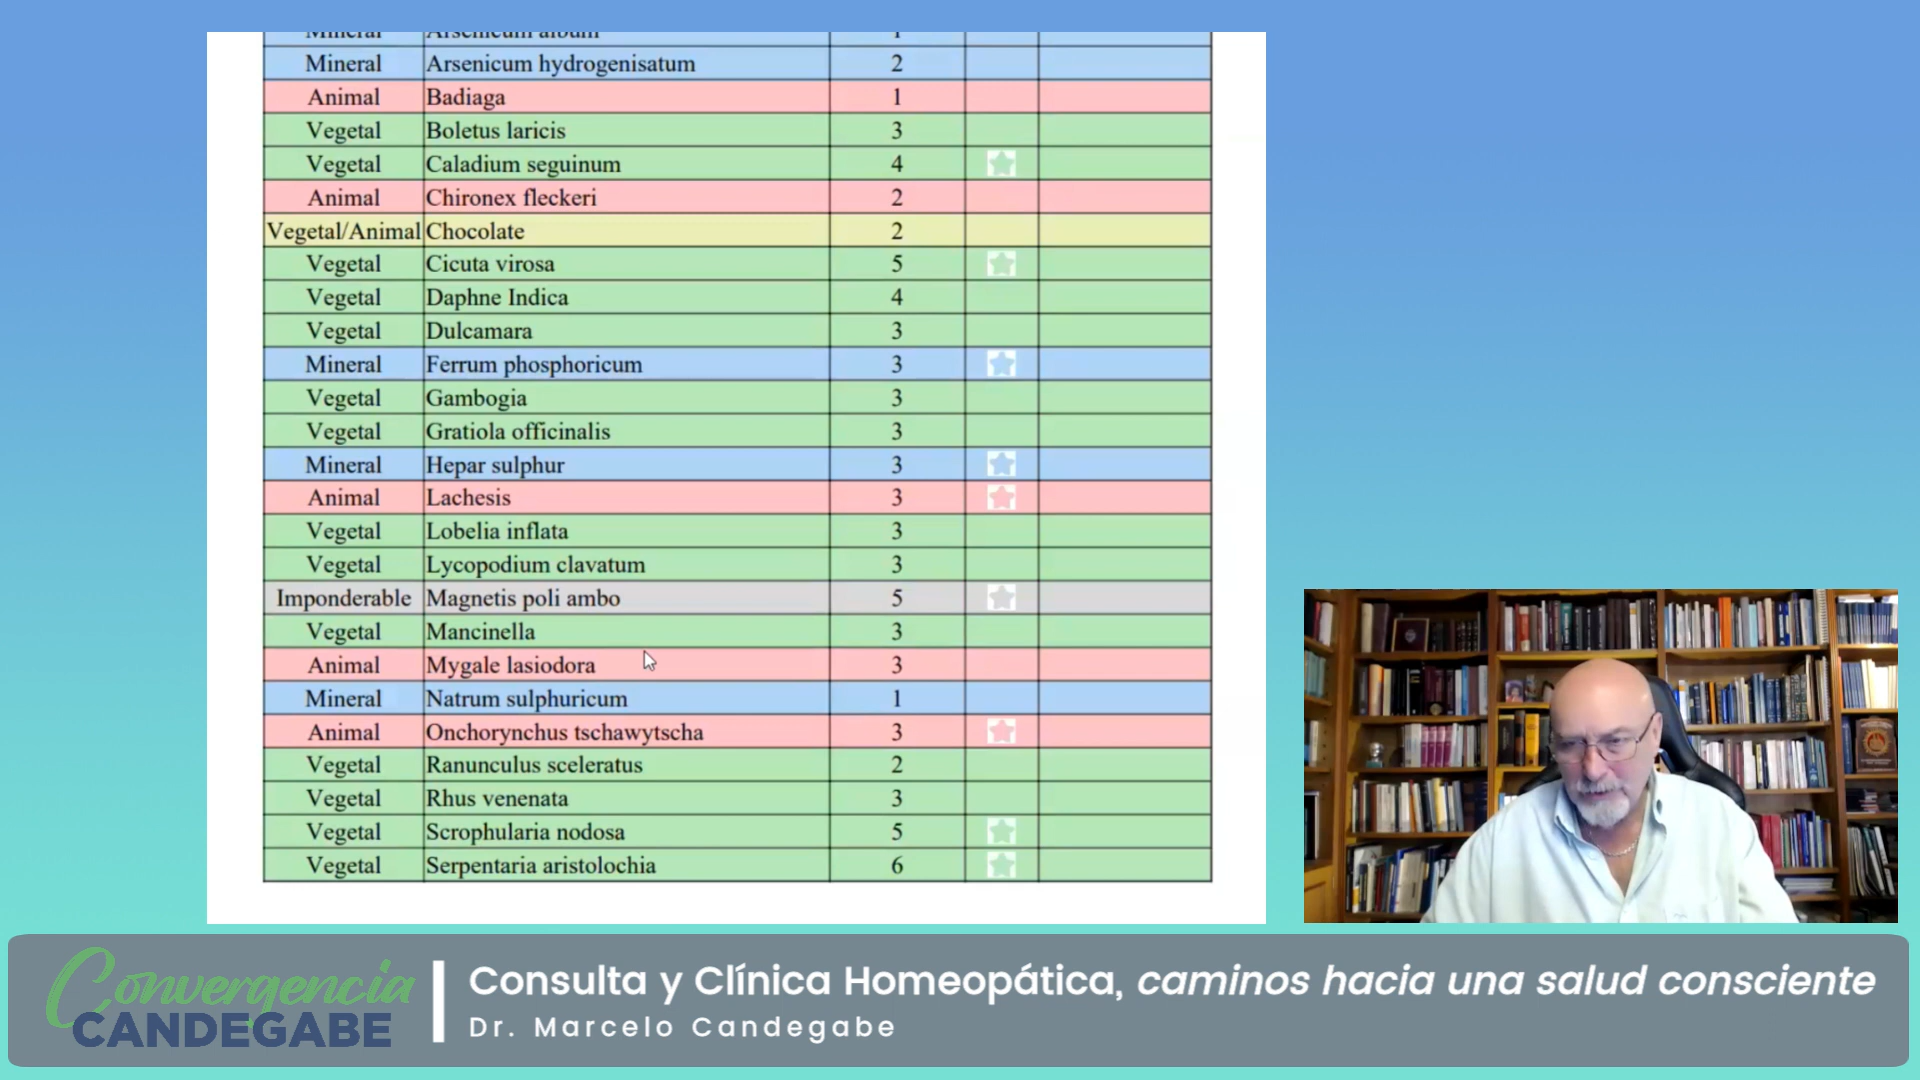 Mineral Arsenicum album 1
Mineral Arsenicum hydrogenisatum 2
Animal Badiaga 1
Vegetal Boletus laricis 3
Vegetal Caladium seguinum 4
Animal Chironex fleckeri 2
Vegetal/Animal Chocolate 2
Vegetal Cicuta virosa 5
Vegetal Daphne Indica 4
Vegetal Dulcamara 3
Mineral Ferrum phosphoricum 3
Vegetal Gambogia 3
Vegetal Gratiola officinalis 3
Mineral Hepar sulphur 3
Animal Lachesis 3
Vegetal Lobelia inflata 3
Vegetal Lycopodium clavatum 3
Imponderable Magnetis poli ambo 5
Vegetal Mancinella 3
Animal Mygale lasiodora 3
Mineral Natrum sulphuricum 1
Animal Onchorynchus tschawytscha 3
Vegetal Ranunculus sceleratus 2
Vegetal Rhus venenata 3
Vegetal Scrophularia nodosa 5
Vegetal Serpentaria aristolochia 6
Convergencia
CANDEGABE
Consulta y Clínica Homeopática, caminos hacia una salud consciente
Dr. Marcelo Candegabe